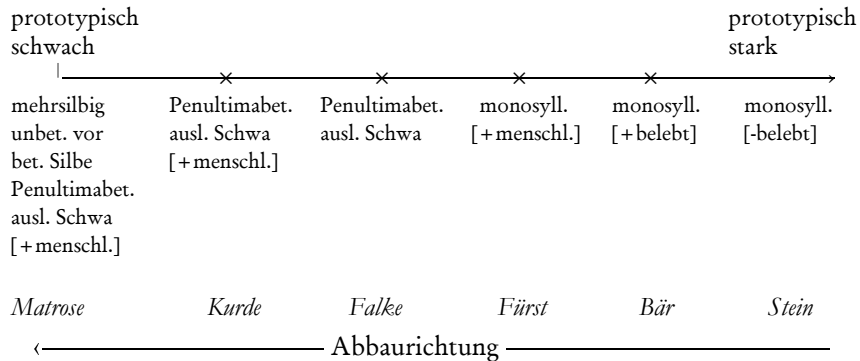 prototypisch prototypisch
schwach stark
mehrsilbig Penultimabet. Penultimabet. monosyll. monosyll. monosyll.
unbet. vor ausl. Schwa ausl. Schwa [+menschl.] [+belebt] [-belebt]
bet. Silbe [+menschl.]
Penultimabet.
ausl. Schwa
[+menschl.]
Matrose Kurde Falke Fürst Bär Stein
Abbaurichtung